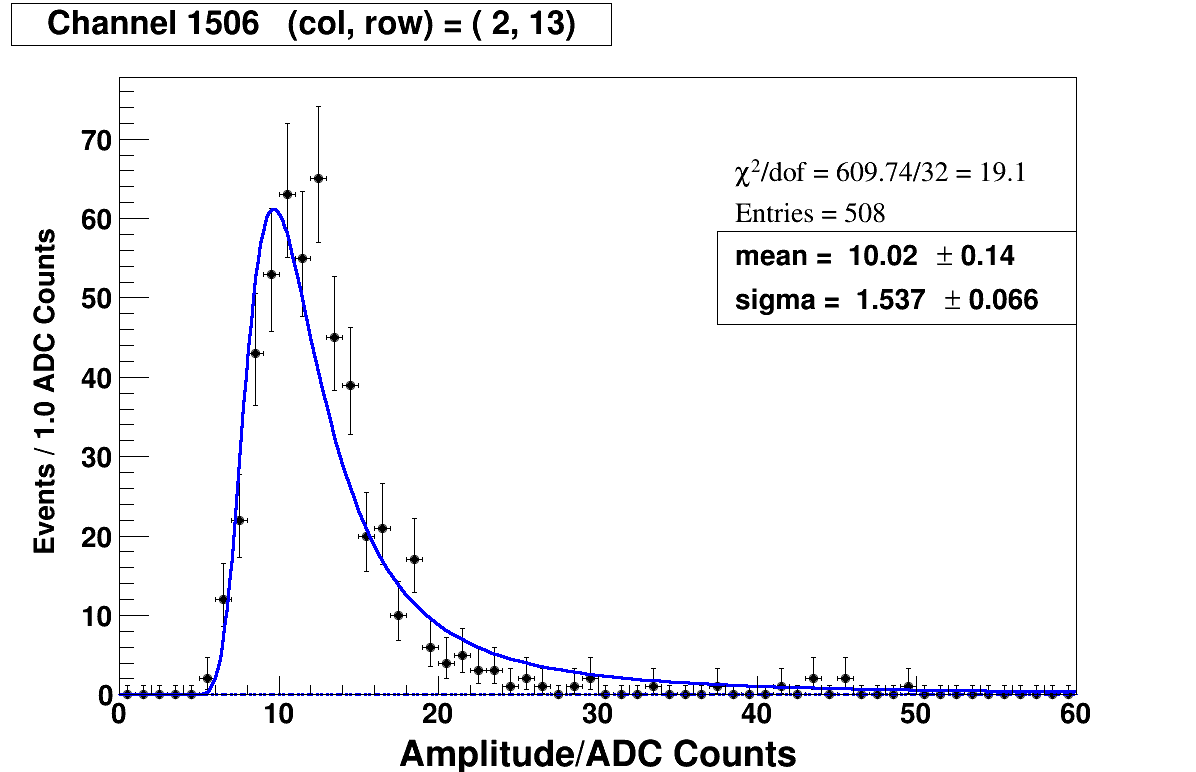 Channel 1506 (col, row) = ( 2, 13)
χ²/dof = 609.74/32 = 19.1
Entries = 508
mean = 10.02 ± 0.14
sigma = 1.537 ± 0.066
Events / 1.0 ADC Counts
70
60
50
40
30
20
10
0
0 10 20 30 40 50 60
Amplitude/ADC Counts